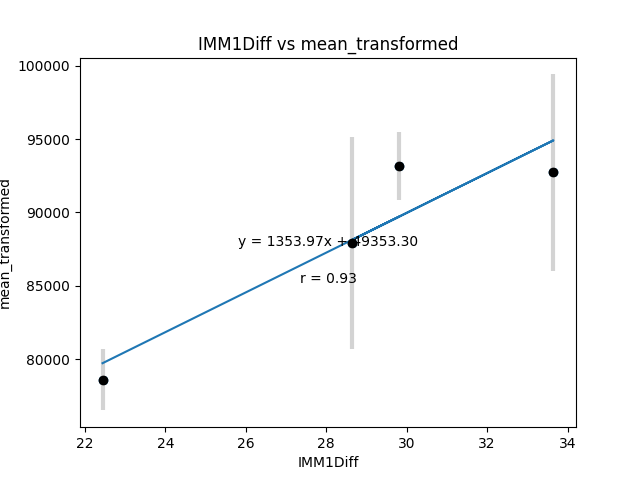 IMM1Diff vs mean_transformed
100000
95000
90000
85000
80000
mean_transformed
y = 1353.97x + 49353.30
r = 0.93
22 24 26 28 30 32 34
IMM1Diff